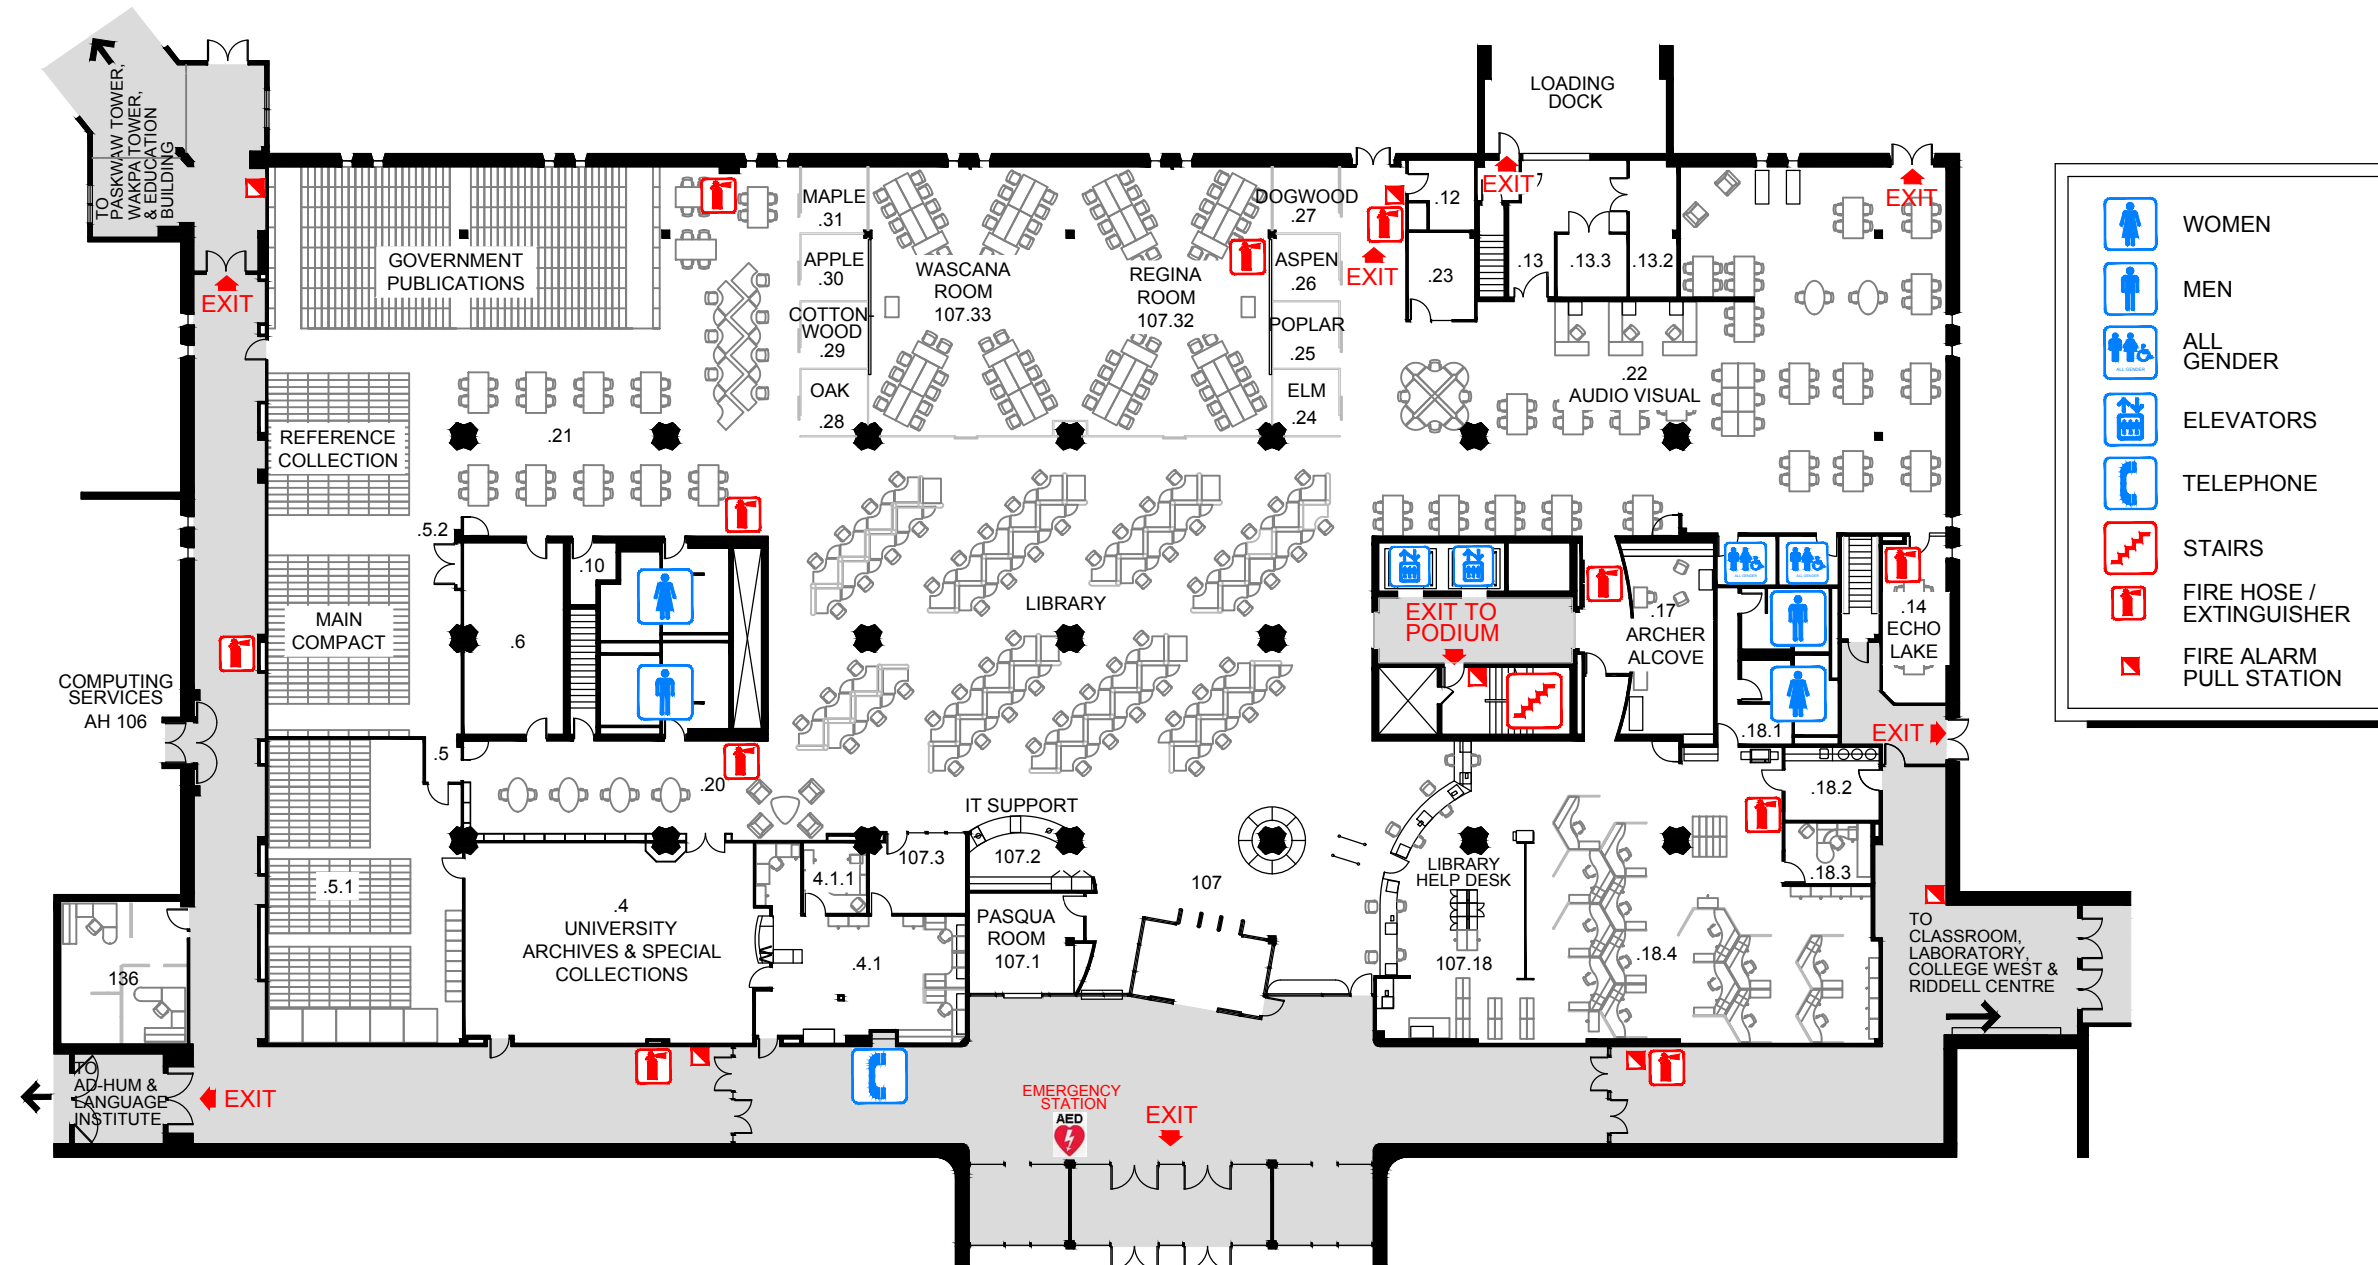 TO
PASKWAW TOWER,
WAKPA TOWER,
& EDUCATION
BUILDING
EXIT
GOVERNMENT
PUBLICATIONS
MAPLE
.31
APPLE
.30
COTTON-
WOOD
.29
OAK
.28
WASCANA
ROOM
107.33
REGINA
ROOM
107.32
DOGWOOD
.27
ASPEN
.26
POPLAR
.25
ELM
.24
EXIT
.12
.23
LOADING
DOCK
EXIT
.13
.13.3
.13.2
EXIT
.22
AUDIO VISUAL
REFERENCE
COLLECTION
.21
.5.2
.10
.6
MAIN
COMPACT
LIBRARY
EXIT TO
PODIUM
.17
ARCHER
ALCOVE
ALL GENDER
ALL GENDER
.14
ECHO
LAKE
EXIT
.18.1
.18.2
.18.3
.18.4
COMPUTING
SERVICES
AH 106
.5
.20
.5.1
.4
UNIVERSITY
ARCHIVES & SPECIAL
COLLECTIONS
4.1.1
.4.1
107.3
IT SUPPORT
107.2
PASQUA
ROOM
107.1
107
LIBRARY
HELP DESK
107.18
136
TO
AD-HUM &
LANGUAGE
INSTITUTE
EXIT
EMERGENCY
STATION
AED
EXIT
TO
CLASSROOM,
LABORATORY,
COLLEGE WEST &
RIDDELL CENTRE
WOMEN
MEN
ALL GENDER
ALL
GENDER
ELEVATORS
TELEPHONE
STAIRS
FIRE HOSE /
EXTINGUISHER
FIRE ALARM
PULL STATION